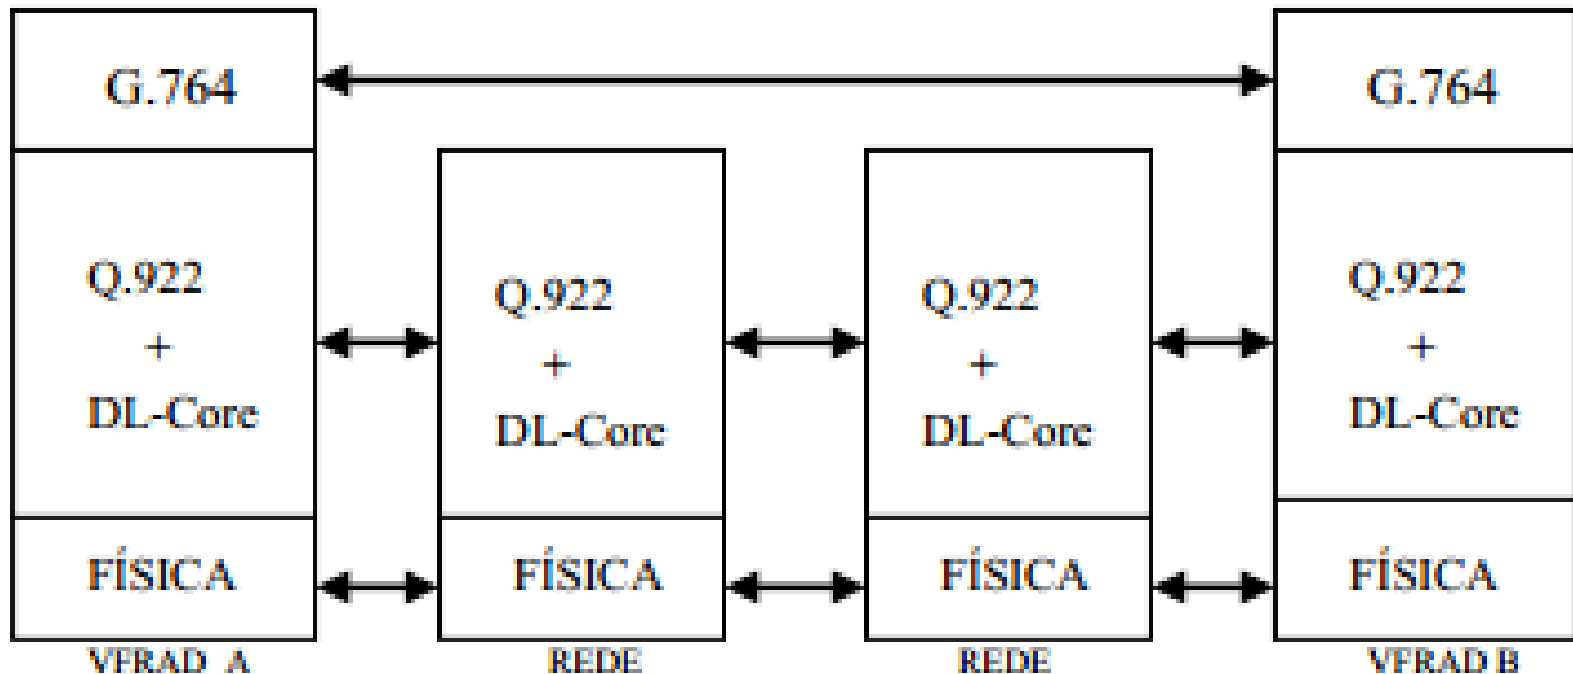 G.764
G.764
Q.922
+
DL-Core
Q.922
+
DL-Core
Q.922
+
DL-Core
Q.922
+
DL-Core
FÍSICA
FÍSICA
FÍSICA
FÍSICA
VFRAD A
REDE
REDE
VFRAD B